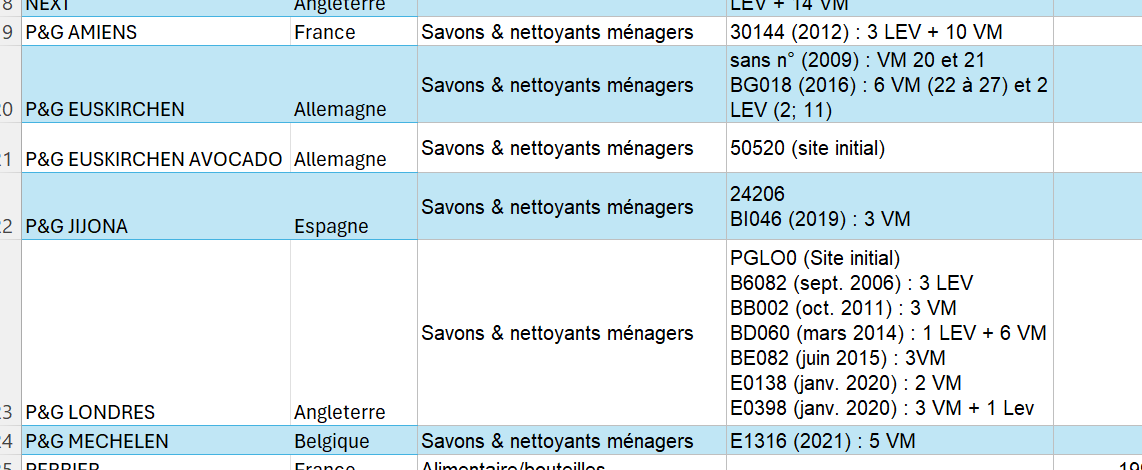 8 NEXT Angleterre LEV + 14 VM
9 P&G AMIENS France Savons & nettoyants ménagers 30144 (2012) : 3 LEV + 10 VM
sans n° (2009) : VM 20 et 21
BG018 (2016) : 6 VM (22 à 27) et 2
LEV (2; 11)
20 P&G EUSKIRCHEN Allemagne Savons & nettoyants ménagers
21 P&G EUSKIRCHEN AVOCADO Allemagne Savons & nettoyants ménagers 50520 (site initial)
24206
BI046 (2019) : 3 VM
22 P&G JIJONA Espagne Savons & nettoyants ménagers
PGLO0 (Site initial)
B6082 (sept. 2006) : 3 LEV
BB002 (oct. 2011) : 3 VM
BD060 (mars 2014) : 1 LEV + 6 VM
BE082 (juin 2015) : 3VM
E0138 (janv. 2020) : 2 VM
E0398 (janv. 2020) : 3 VM + 1 Lev
23 P&G LONDRES Angleterre Savons & nettoyants ménagers
24 P&G MECHELEN Belgique Savons & nettoyants ménagers E1316 (2021) : 5 VM
25 PERRIER France Alimentaire/bouteilles